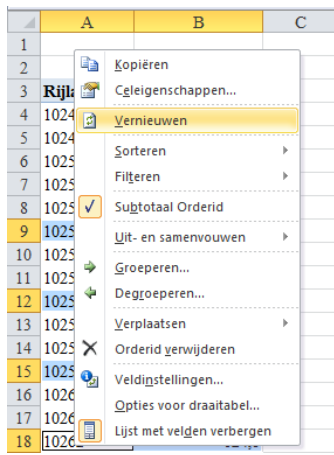 A B C
1
2 Kopiëren
3 Rijla Celeigenschappen...
4 1024 Vernieuwen
5 1024 Sorteren
6 1025 Filteren
7 1025
8 1025 Subtotaal Orderid
9 1025 Uit- en samenvouwen
10 1025 Groeperen...
11 1025 Degroeperen...
12 1025
13 1025 Verplaatsen
14 1025 Orderid verwijderen
15 1025 Veldinstellingen...
16 1026 Opties voor draaitabel...
17 1026 Lijst met velden verbergen
18 1026